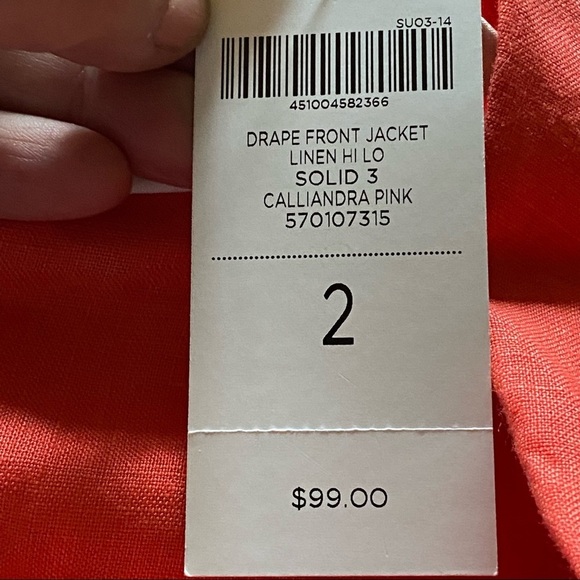 SU03-14
451004582366
DRAPE FRONT JACKET
LINEN HI LO
SOLID 3
CALLIANDRA PINK
570107315
2
$99.00